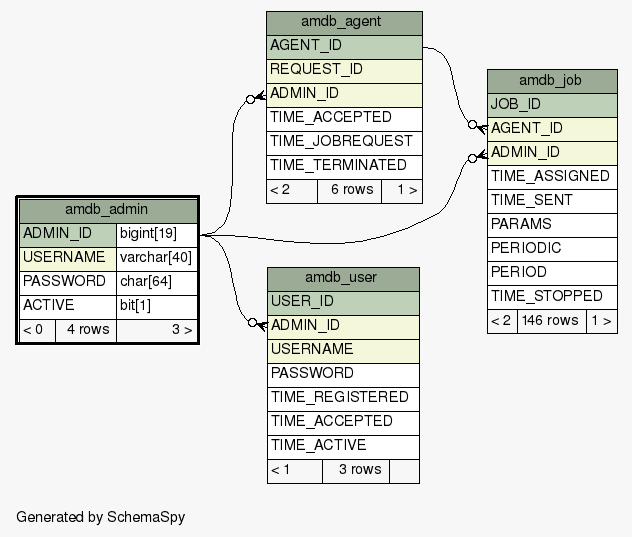 amdb_agent
AGENT_ID
REQUEST_ID
ADMIN_ID
TIME_ACCEPTED
TIME_JOBREQUEST
TIME_TERMINATED
< 2 6 rows 1 >
amdb_job
JOB_ID
AGENT_ID
ADMIN_ID
TIME_ASSIGNED
TIME_SENT
PARAMS
PERIODIC
PERIOD
TIME_STOPPED
< 2 146 rows 1 >
amdb_admin
ADMIN_ID bigint[19]
USERNAME varchar[40]
PASSWORD char[64]
ACTIVE bit[1]
< 0 4 rows 3 >
amdb_user
USER_ID
ADMIN_ID
USERNAME
PASSWORD
TIME_REGISTERED
TIME_ACCEPTED
TIME_ACTIVE
< 1 3 rows
Generated by SchemaSpy